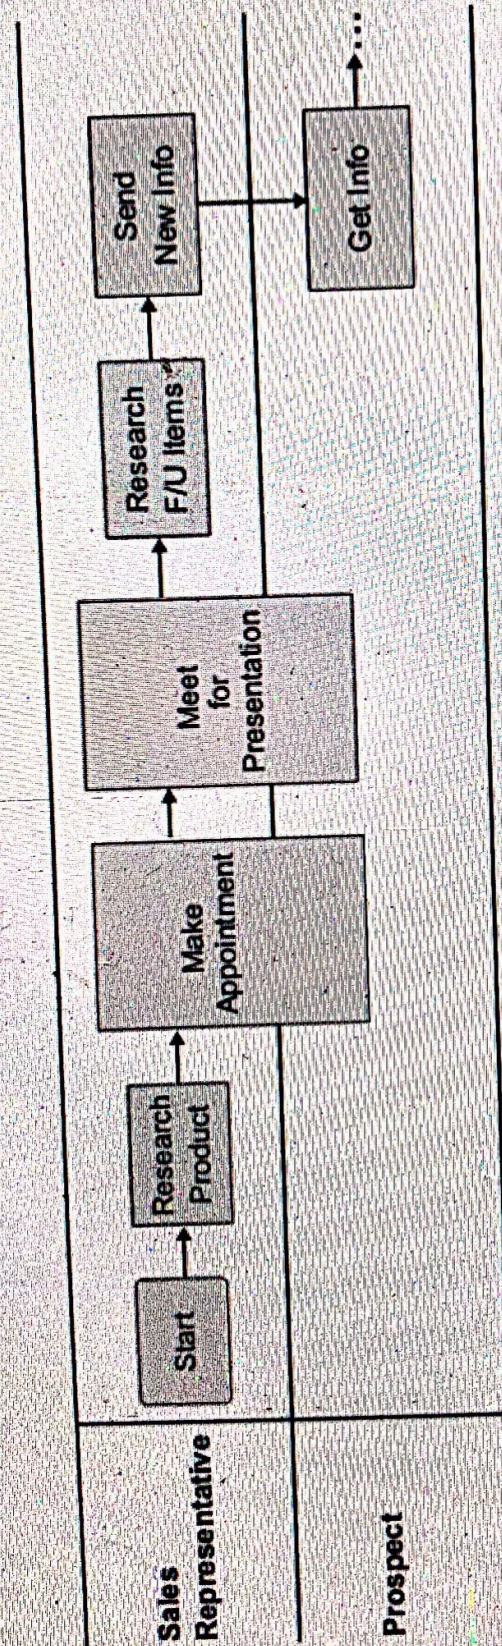 Sales
Representative
Start
Research
Product
Make
Appointment
Meet
for
Presentation
Research
F/U Items
Send
New Info
Prospect
Get Info
...